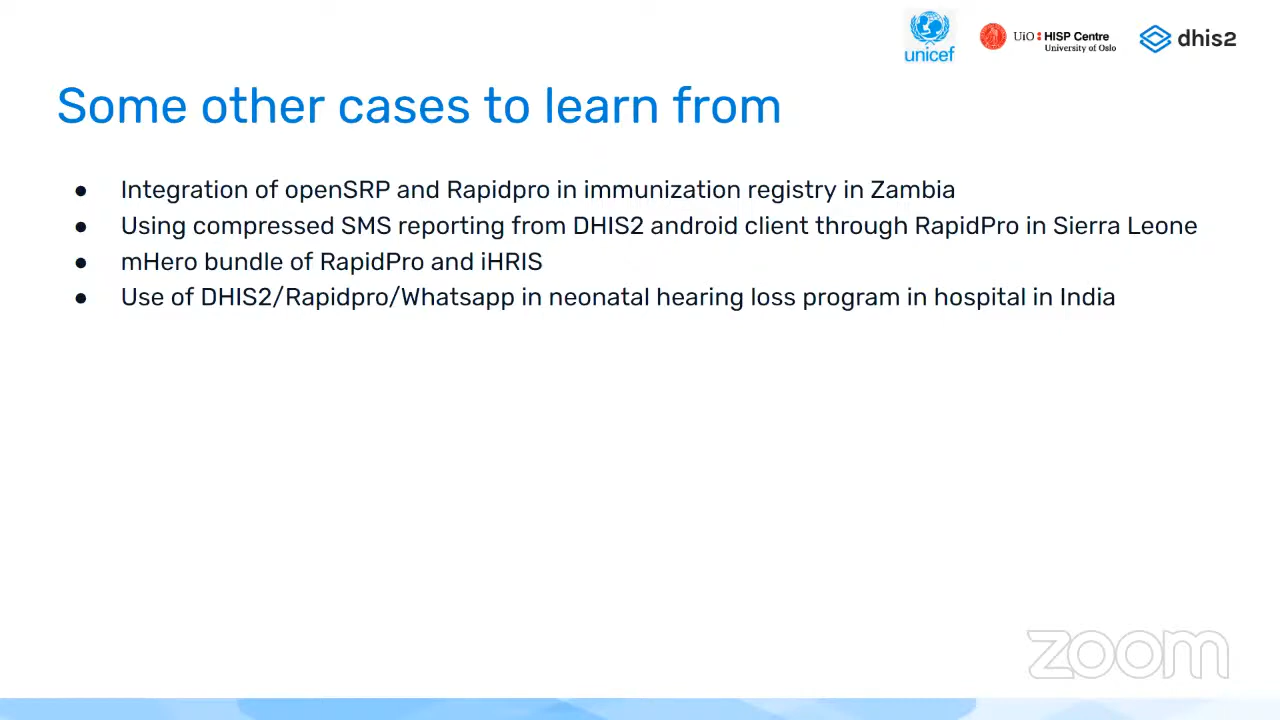 unicef
UiO HISP Centre
University of Oslo
dhis2
Some other cases to learn from
● Integration of openSRP and Rapidpro in immunization registry in Zambia
● Using compressed SMS reporting from DHIS2 android client through RapidPro in Sierra Leone
● mHero bundle of RapidPro and iHRIS
● Use of DHIS2/Rapidpro/Whatsapp in neonatal hearing loss program in hospital in India
zoom